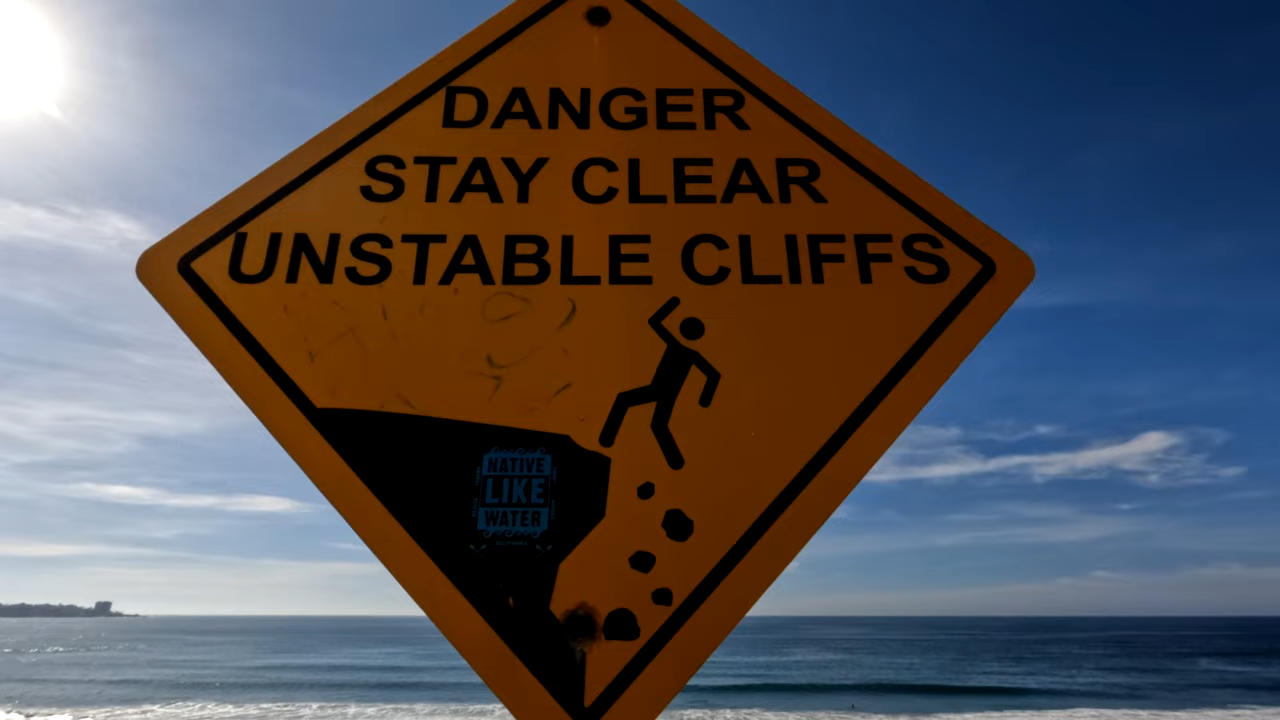 DANGER
STAY CLEAR
UNSTABLE CLIFFS
NATIVE
LIKE
WATER